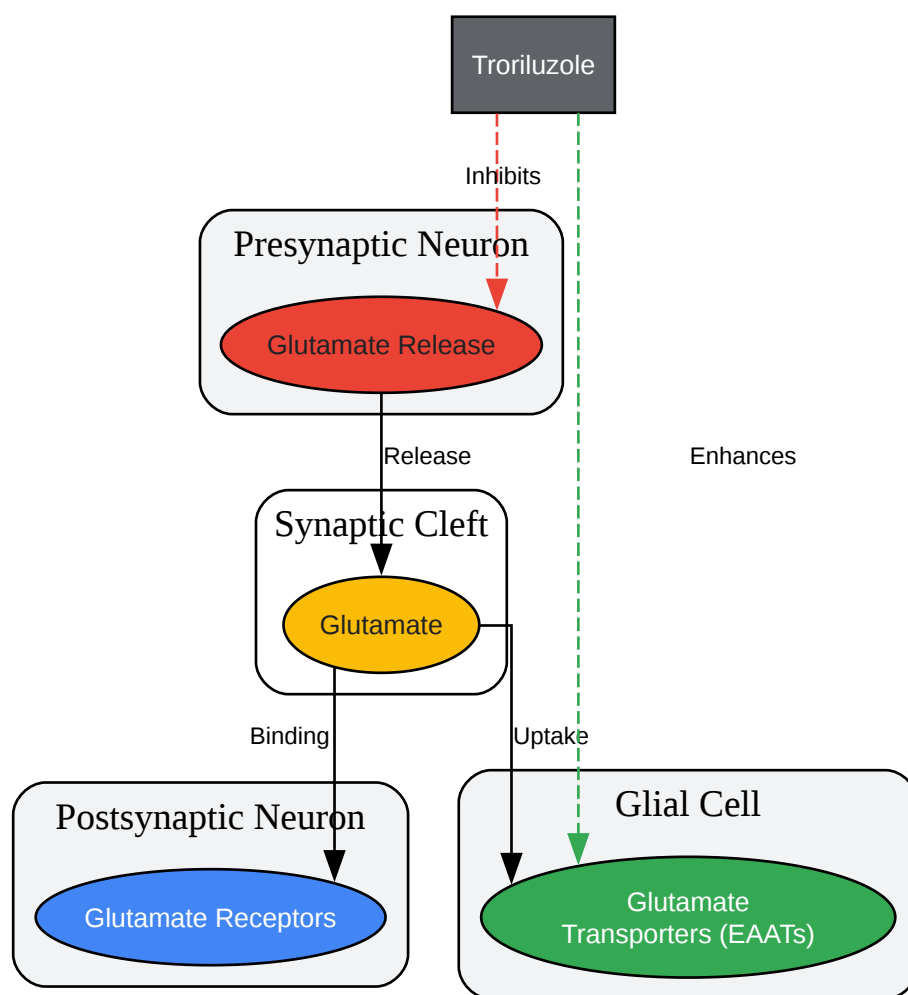 Troriluzole
Inhibits
Presynaptic Neuron
Glutamate Release
Release
Enhances
Synaptic Cleft
Glutamate
Binding
Uptake
Postsynaptic Neuron
Glial Cell
Glutamate Receptors
Glutamate
Transporters (EAATs)